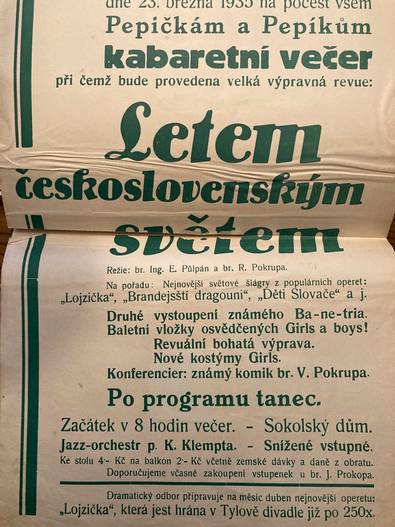 dne 23. března 1935 na počest všem
Pepičkám a Pepíkům
kabaretní večer
při čemž bude provedena velká výpravná revue:
Letem
československým
světem
Režie: br. Ing. E. Půlpán a br. R. Pokrupa.
Na pořadu: Nejnovější světové šlágry z populárních operet:
„Lojzička“, „Brandejsští dragouni“, „Děti Slovače“ a j.
Druhé vystoupení známého Ba-ne-tria.
Baletní vložky osvědčených Girls a boys!
Revuální bohatá výprava.
Nové kostýmy Girls.
Konferencier: známý komik br. V. Pokrupa.
Po programu tanec.
Začátek v 8 hodin večer. - Sokolský dům.
Jazz-orchestr p. K. Klempta. - Snížené vstupné.
Ke stolu 4·- Kč na balkon 2·- Kč včetně zemské dávky a daně z obratu.
Doporučujeme včasné zakoupení vstupenek u br. J. Prokopa.
Dramatický odbor připravuje na měsíc duben nejnovější operetu:
„Lojzička“, která jest hrána v Tylově divadle již po 250x.